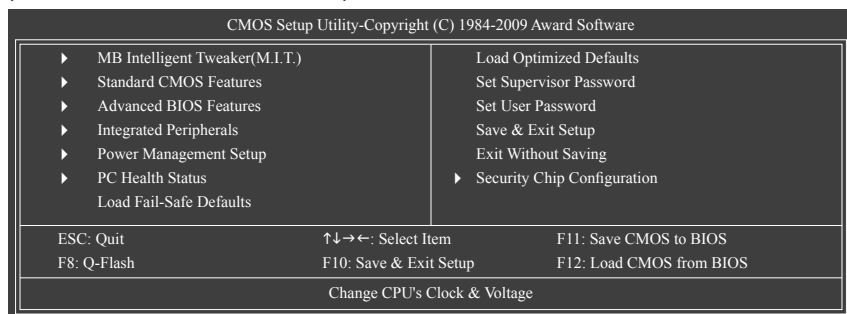 CMOS Setup Utility-Copyright (C) 1984-2009 Award Software
MB Intelligent Tweaker(M.I.T.)
Standard CMOS Features
Advanced BIOS Features
Integrated Peripherals
Power Management Setup
PC Health Status
Load Fail-Safe Defaults
Load Optimized Defaults
Set Supervisor Password
Set User Password
Save & Exit Setup
Exit Without Saving
Security Chip Configuration
ESC: Quit ↑↓→←: Select Item F11: Save CMOS to BIOS
F8: Q-Flash F10: Save & Exit Setup F12: Load CMOS from BIOS
Change CPU's Clock & Voltage